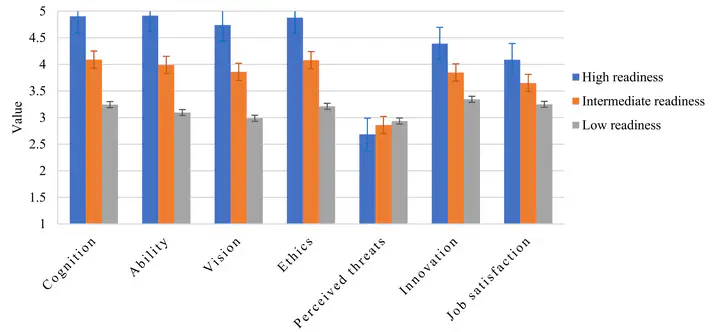 5
4.5
4
3.5
3
2.5
2
1.5
1
Value
Cognition
Ability
Vision
Ethics
Perceived threats
Innovation
Job satisfaction
High readiness
Intermediate readiness
Low readiness